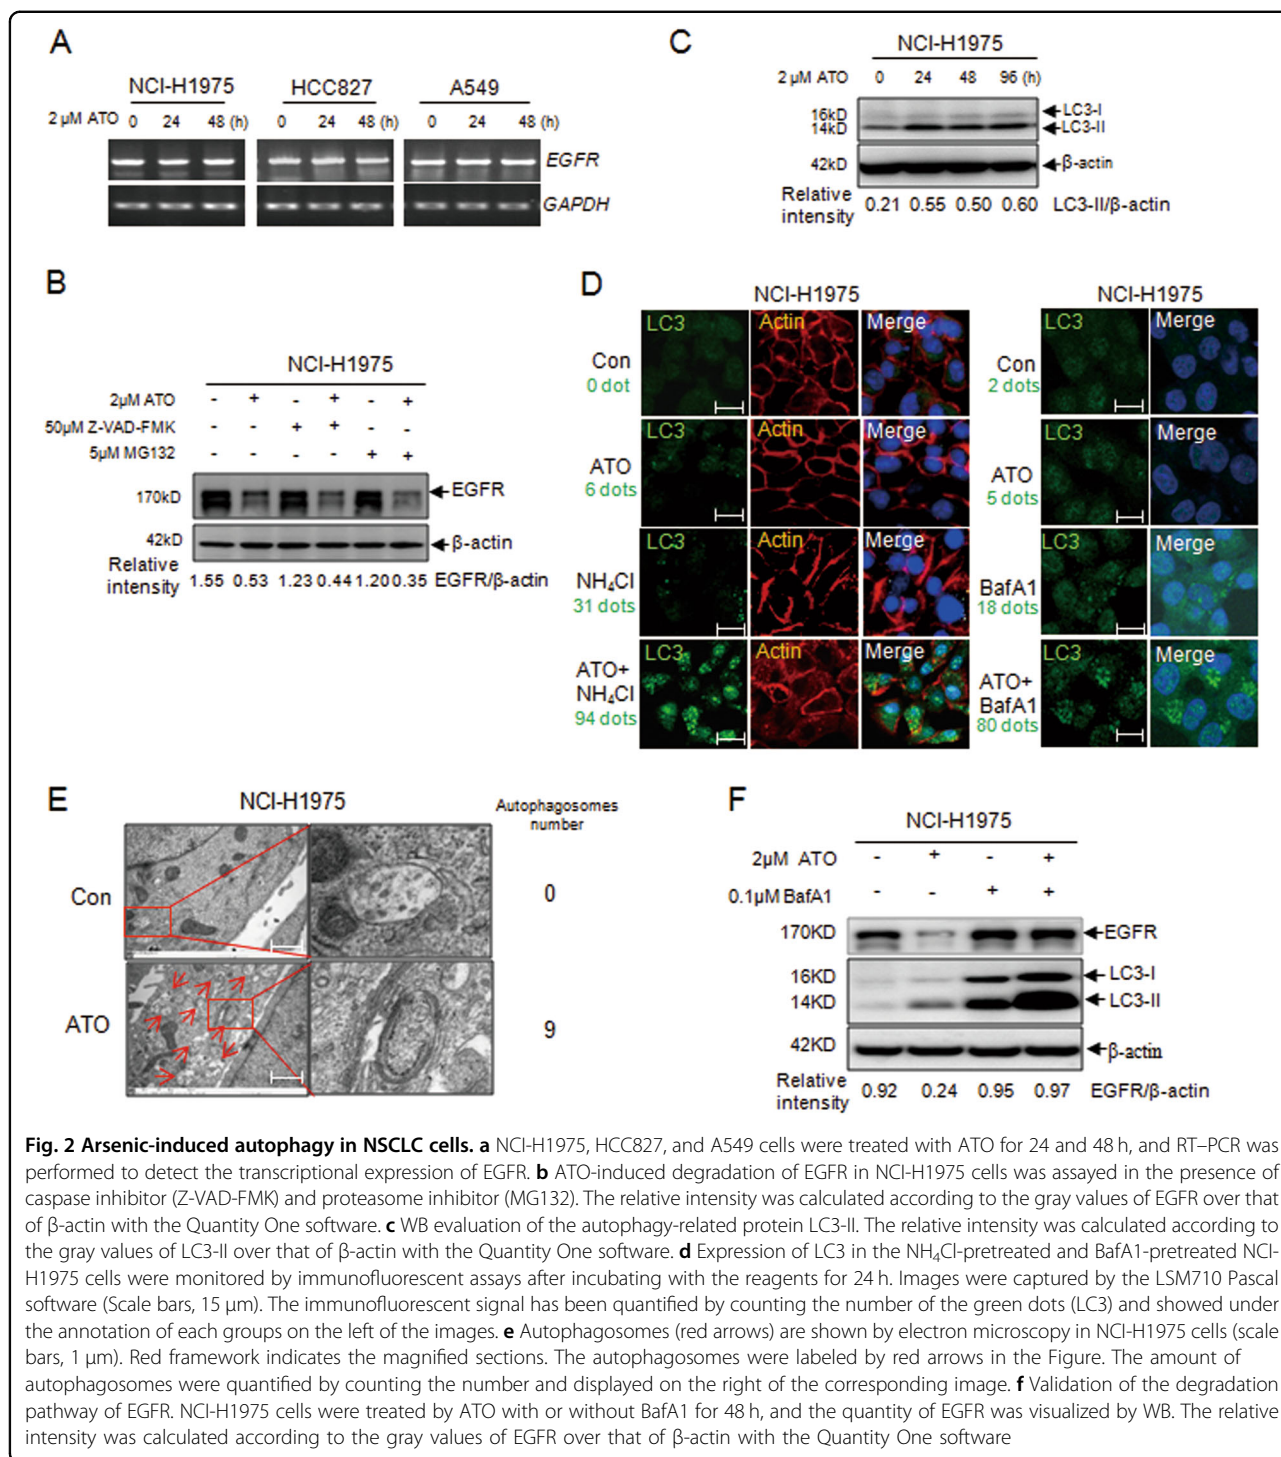 A
NCI-H1975 HCC827 A549
2 μM ATO 0 24 48 (h) 0 24 48 (h) 0 24 48 (h)
EGFR
GAPDH
B
NCI-H1975
2μM ATO - + - + - +
50μM Z-VAD-FMK - - + + - -
5μM MG132 - - - - + +
170kD EGFR
42kD β-actin
Relative
intensity 1.55 0.53 1.23 0.44 1.20 0.35 EGFR/β-actin
C
NCI-H1975
2 μM ATO 0 24 48 96 (h)
16kD LC3-I
14kD LC3-II
42kD β-actin
Relative
intensity 0.21 0.55 0.50 0.60 LC3-II/β-actin
D
NCI-H1975 NCI-H1975
LC3 Actin Merge LC3 Merge
Con Con
0 dot 2 dots
LC3 Actin Merge LC3 Merge
ATO ATO
6 dots 5 dots
LC3 Actin Merge LC3 Merge
NH₄Cl BafA1
31 dots 18 dots
LC3 Actin Merge LC3 Merge
ATO+ ATO+
NH₄Cl BafA1
94 dots 80 dots
E
NCI-H1975 Autophagosomes
number
Con 0
ATO 9
F
NCI-H1975
2μM ATO - + - +
0.1μM BafA1 - - + +
170KD EGFR
16KD LC3-I
14KD LC3-II
42KD β-actin
Relative
intensity 0.92 0.24 0.95 0.97 EGFR/β-actin
Fig. 2 Arsenic-induced autophagy in NSCLC cells. a NCI-H1975, HCC827, and A549 cells were treated with ATO for 24 and 48 h, and RT–PCR was
performed to detect the transcriptional expression of EGFR. b ATO-induced degradation of EGFR in NCI-H1975 cells was assayed in the presence of
caspase inhibitor (Z-VAD-FMK) and proteasome inhibitor (MG132). The relative intensity was calculated according to the gray values of EGFR over that
of β-actin with the Quantity One software. c WB evaluation of the autophagy-related protein LC3-II. The relative intensity was calculated according to
the gray values of LC3-II over that of β-actin with the Quantity One software. d Expression of LC3 in the NH₄Cl-pretreated and BafA1-pretreated NCI-
H1975 cells were monitored by immunofluorescent assays after incubating with the reagents for 24 h. Images were captured by the LSM710 Pascal
software (Scale bars, 15 μm). The immunofluorescent signal has been quantified by counting the number of the green dots (LC3) and showed under
the annotation of each groups on the left of the images. e Autophagosomes (red arrows) are shown by electron microscopy in NCI-H1975 cells (scale
bars, 1 μm). Red framework indicates the magnified sections. The autophagosomes were labeled by red arrows in the Figure. The amount of
autophagosomes were quantified by counting the number and displayed on the right of the corresponding image. f Validation of the degradation
pathway of EGFR. NCI-H1975 cells were treated by ATO with or without BafA1 for 48 h, and the quantity of EGFR was visualized by WB. The relative
intensity was calculated according to the gray values of EGFR over that of β-actin with the Quantity One software